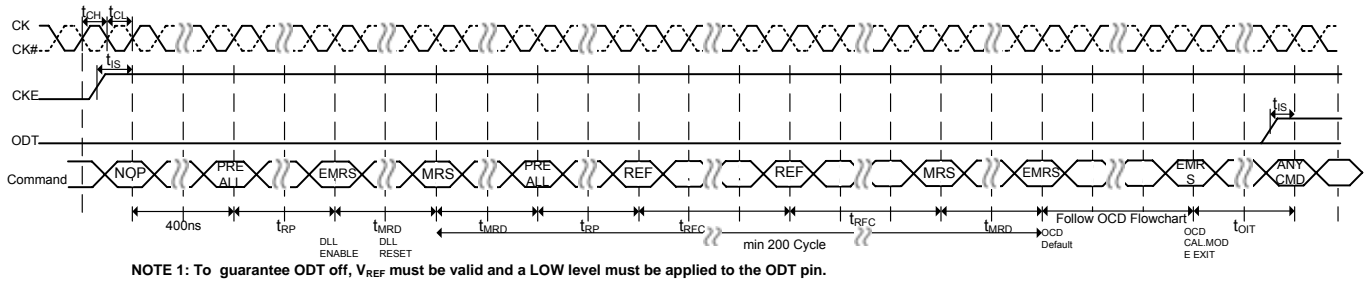 tCH tCL
CK
CK#
tIS
CKE
tIS
ODT
Command NOP PRE ALL EMRS MRS PRE ALL REF REF MRS EMRS EMR S ANY CMD
400ns tRP tMRD tMRD tRP tRFC tRFC tMRD Follow OCD Flowchart tOIT
min 200 Cycle
DLL ENABLE
DLL RESET
OCD Default
OCD CAL.MOD E EXIT
NOTE 1: To guarantee ODT off, VREF must be valid and a LOW level must be applied to the ODT pin.